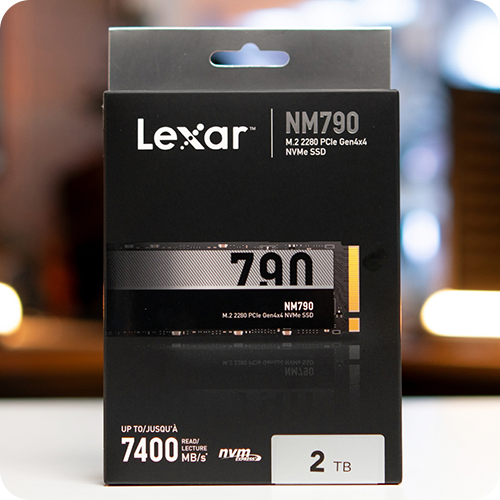 Lexar™
NM790
M.2 2280 PCIe Gen4x4
NVMe SSD
790
NM790
M.2 2280 PCIe Gen4x4 NVMe SSD
UP TO/JUSQU'À
7400 READ/
LECTURE
MB/s*
nvm
EXPRESS
2 TB